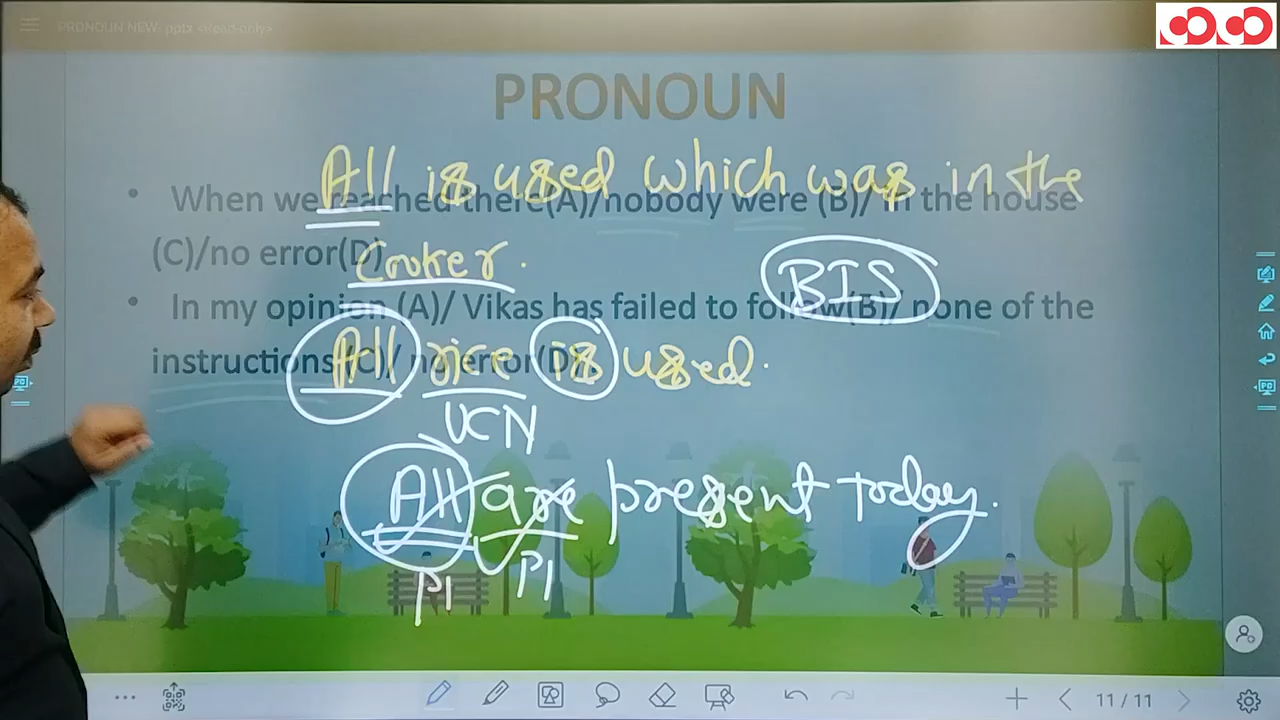 PRONOUN NEW. pptx <Read-only>
PRONOUN
All is used which was in the
• When we reached there(A)/nobody were (B)/ in the house
(C)/no error(D)
Cooker.
BIS
• In my opinion (A)/ Vikas has failed to follow(B)/ none of the
instructions (C)/ no error(D)
All rice is used.
UCN
All are present today.
Pl Pl
11 / 11